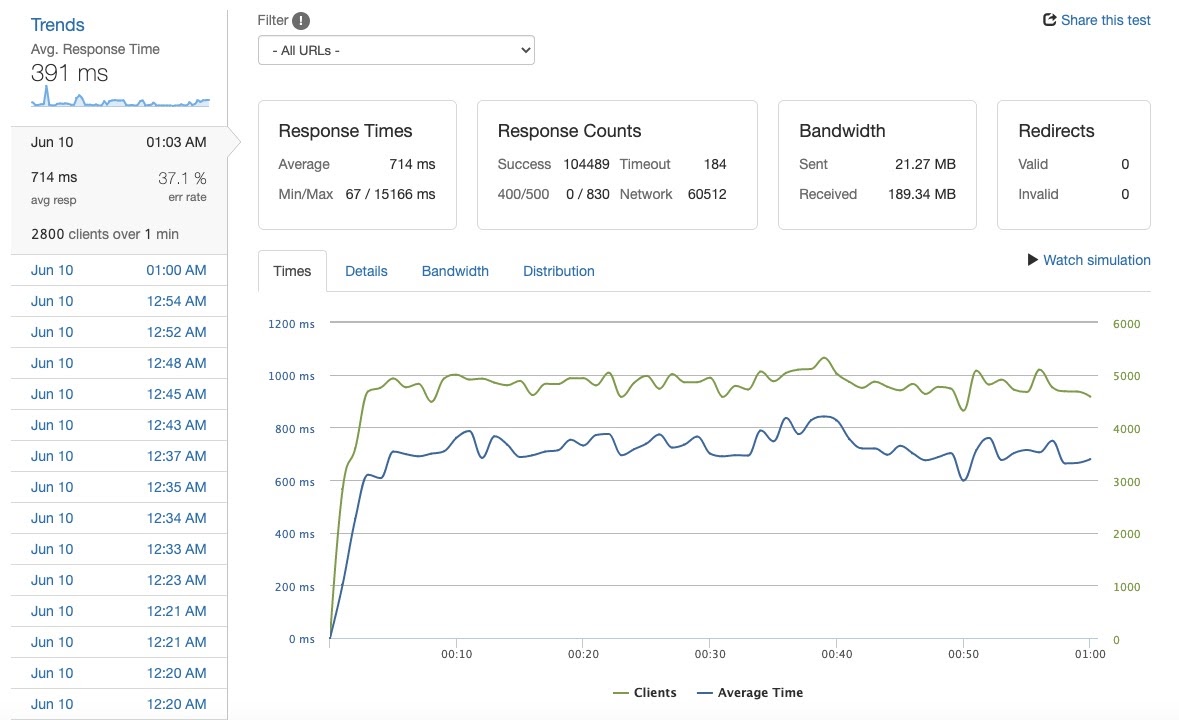 Trends
Avg. Response Time
391 ms
Jun 10 01:03 AM
714 ms 37.1 %
avg resp err rate
2800 clients over 1 min
Jun 10 01:00 AM
Jun 10 12:54 AM
Jun 10 12:52 AM
Jun 10 12:48 AM
Jun 10 12:45 AM
Jun 10 12:43 AM
Jun 10 12:37 AM
Jun 10 12:35 AM
Jun 10 12:34 AM
Jun 10 12:33 AM
Jun 10 12:23 AM
Jun 10 12:21 AM
Jun 10 12:21 AM
Jun 10 12:20 AM
Jun 10 12:20 AM
Filter !
Share this test
- All URLs -
Response Times
Average 714 ms
Min/Max 67 / 15166 ms
Response Counts
Success 104489 Timeout 184
400/500 0 / 830 Network 60512
Bandwidth
Sent 21.27 MB
Received 189.34 MB
Redirects
Valid 0
Invalid 0
Times Details Bandwidth Distribution
Watch simulation
1200 ms 6000
1000 ms 5000
800 ms 4000
600 ms 3000
400 ms 2000
200 ms 1000
0 ms 0
00:10 00:20 00:30 00:40 00:50 01:00
Clients Average Time